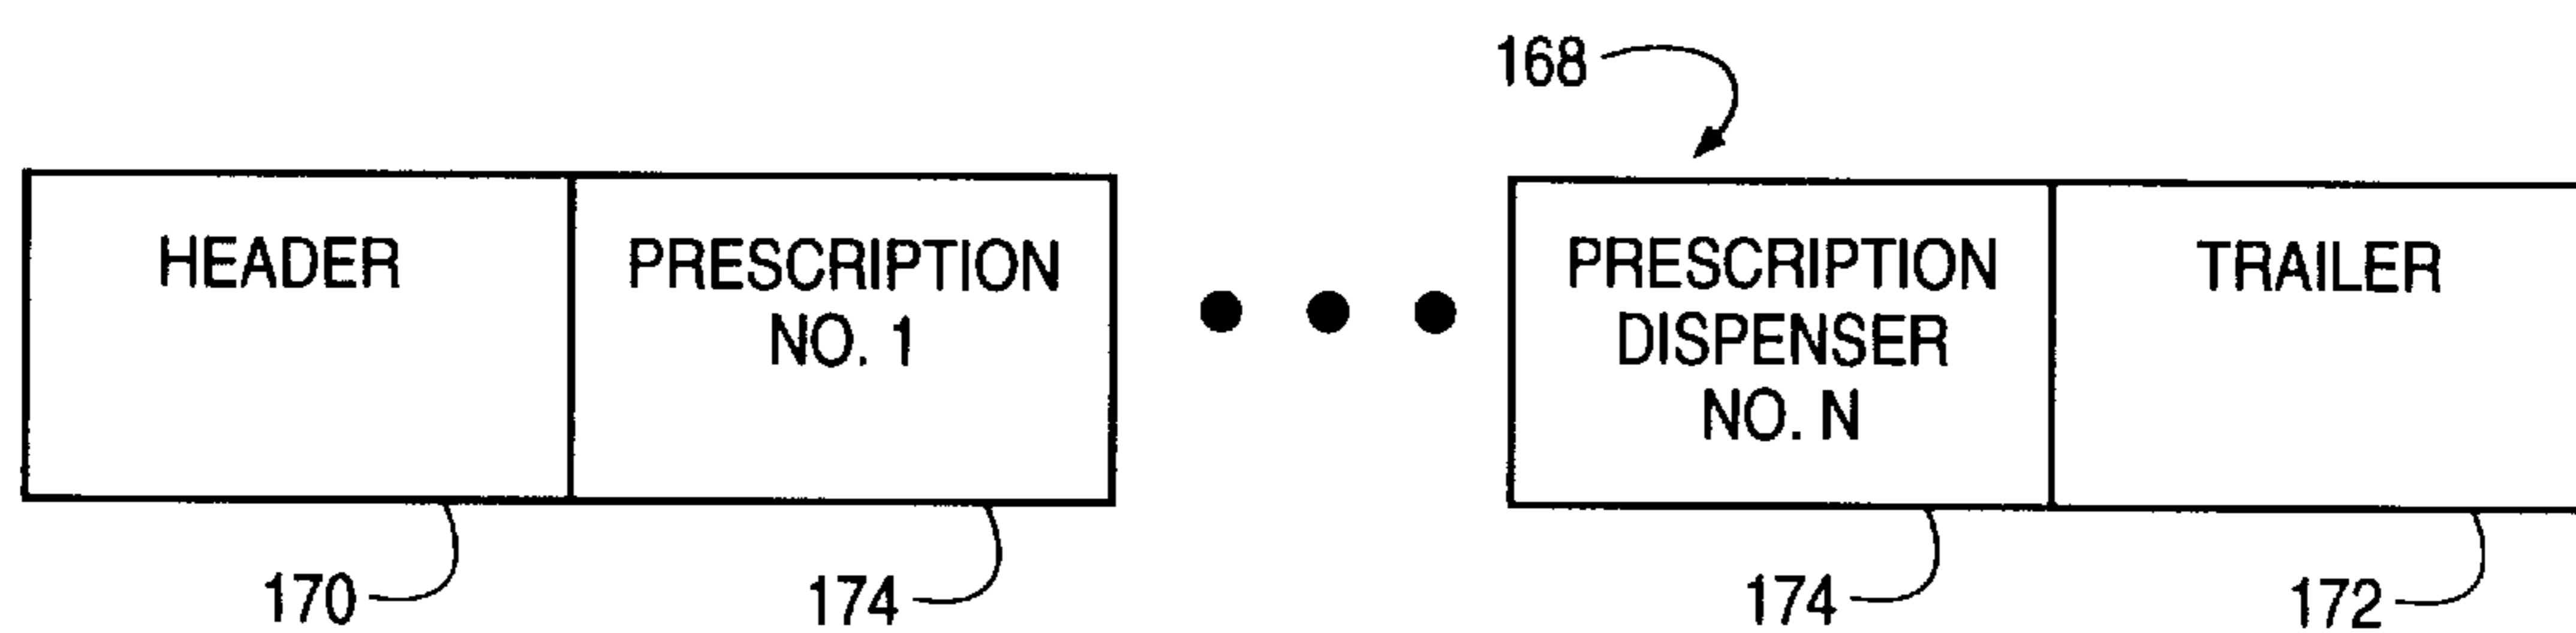 168
HEADER
PRESCRIPTION
NO. 1
PRESCRIPTION
DISPENSER
NO. N
TRAILER
170
174
174
172